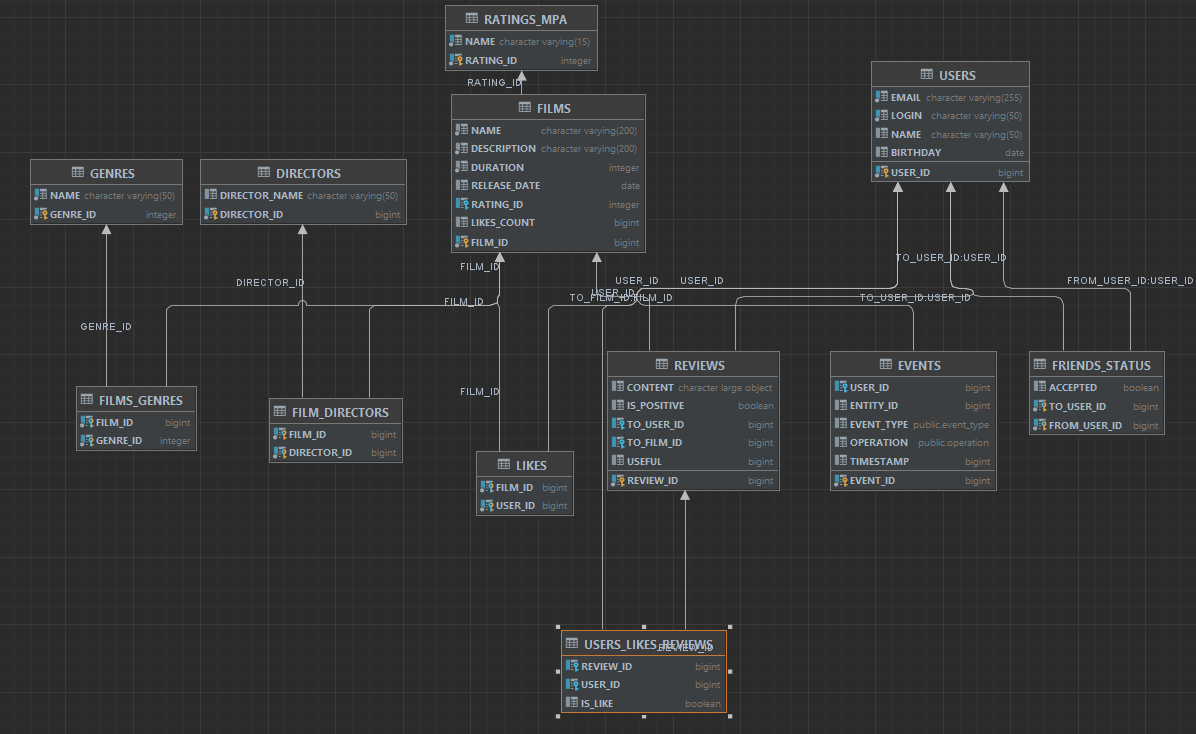 RATINGS_MPA
NAME character varying(15)
RATING_ID integer
RATING_ID
USERS
EMAIL character varying(255)
LOGIN character varying(50)
NAME character varying(50)
BIRTHDAY date
USER_ID bigint
FILMS
NAME character varying(200)
DESCRIPTION character varying(200)
DURATION integer
RELEASE_DATE date
RATING_ID integer
LIKES_COUNT bigint
FILM_ID bigint
GENRES
NAME character varying(50)
GENRE_ID integer
DIRECTORS
DIRECTOR_NAME character varying(50)
DIRECTOR_ID bigint
TO_USER_ID:USER_ID
FILM_ID
DIRECTOR_ID
USER_ID
USER_ID
FROM_USER_ID:USER_ID
USER_ID
FILM_ID
TO_FILM_ID:FILM_ID
TO_USER_ID:USER_ID
GENRE_ID
FILM_ID
FILMS_GENRES
FILM_ID bigint
GENRE_ID integer
FILM_DIRECTORS
FILM_ID bigint
DIRECTOR_ID bigint
LIKES
FILM_ID bigint
USER_ID bigint
REVIEWS
CONTENT character large object
IS_POSITIVE boolean
TO_USER_ID bigint
TO_FILM_ID bigint
USEFUL bigint
REVIEW_ID bigint
EVENTS
USER_ID bigint
ENTITY_ID bigint
EVENT_TYPE public.event_type
OPERATION public.operation
TIMESTAMP bigint
EVENT_ID bigint
FRIENDS_STATUS
ACCEPTED boolean
TO_USER_ID bigint
FROM_USER_ID bigint
USERS_LIKES_REVIEWS
REVIEW_ID
REVIEW_ID bigint
USER_ID bigint
IS_LIKE boolean